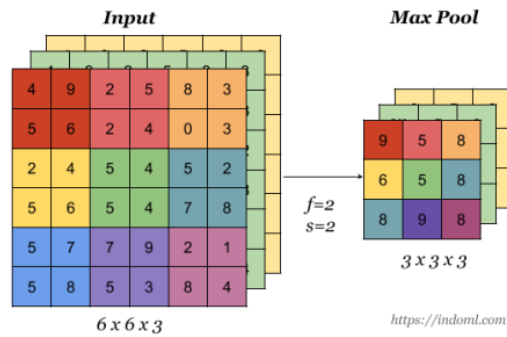 Input
Max Pool
4 9 2 5 8 3
5 6 2 4 0 3
2 4 5 4 5 2
5 6 5 4 7 8
5 7 7 9 2 1
5 8 5 3 8 4
f=2
s=2
9 5 8
6 5 8
8 9 8
6 x 6 x 3
3 x 3 x 3
https://indoml.com